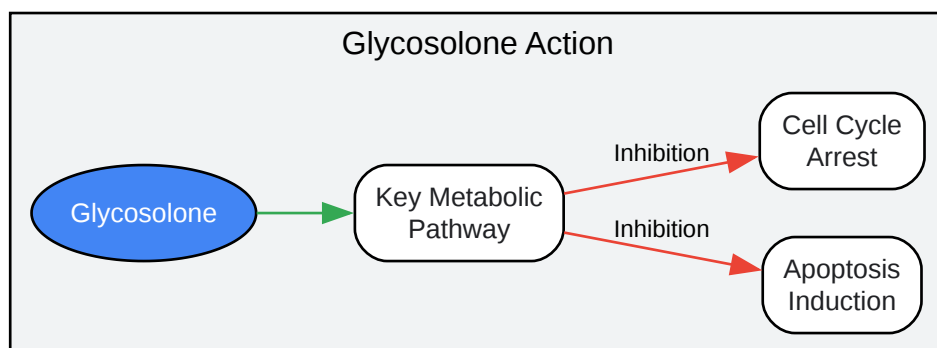 Glycosolone Action
Glycosolone
Key Metabolic
Pathway
Inhibition
Cell Cycle
Arrest
Inhibition
Apoptosis
Induction